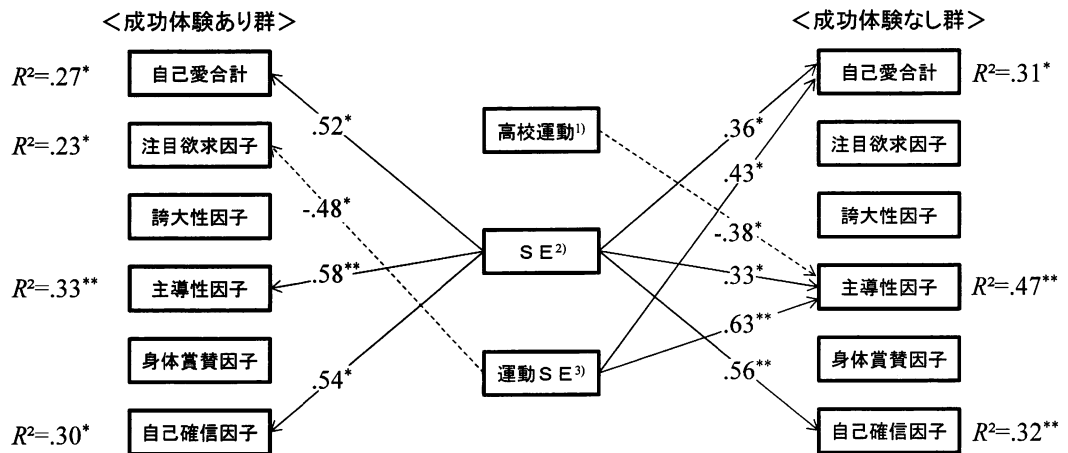 ＜成功体験あり群＞
＜成功体験なし群＞
R²=.27*
自己愛合計
自己愛合計
R²=.31*
.52*
高校運動1)
.36*
R²=.23*
注目欲求因子
注目欲求因子
.43*
-.48*
誇大性因子
誇大性因子
-.38*
ＳＥ2)
R²=.33**
主導性因子
.58**
.33*
主導性因子
R²=.47**
.63**
身体賞賛因子
.54*
運動ＳＥ3)
.56**
身体賞賛因子
R²=.30*
自己確信因子
自己確信因子
R²=.32**